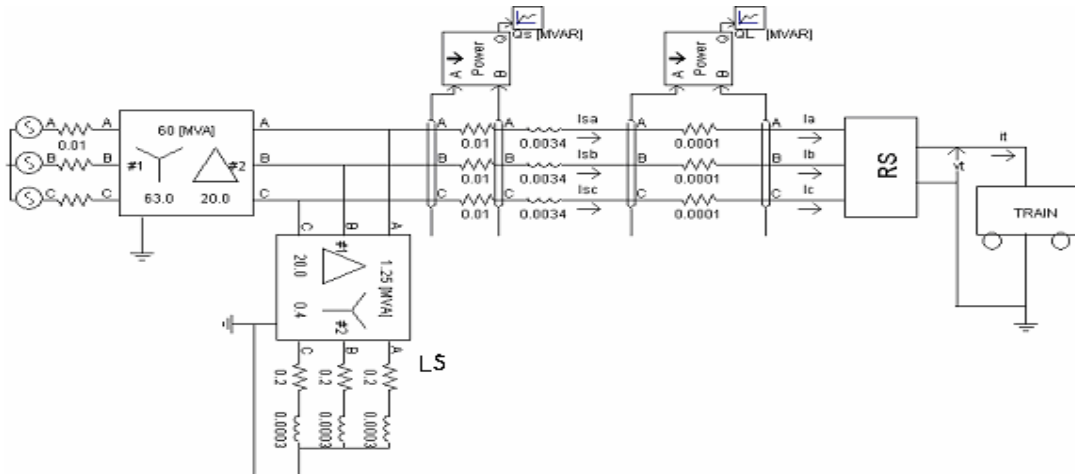 Qs [MVAR]
QL [MVAR]
A Power Q B
A Power Q B
S A A
0.01
S B B
S C C
60 [MVA]
#1
#2
63.0
20.0
A
B
C
A
B
C
0.01
0.01
0.01
0.0034
0.0034
0.0034
Isa
Isb
Isc
A
B
C
0.0001
0.0001
0.0001
A
B
C
Ia
Ib
Ic
RS
it
TRAIN
C B A
#1
20.0
1.25 [MVA]
0.4
#2
C B A
LS
0.2
0.2
0.2
0.0003
0.0003
0.0003